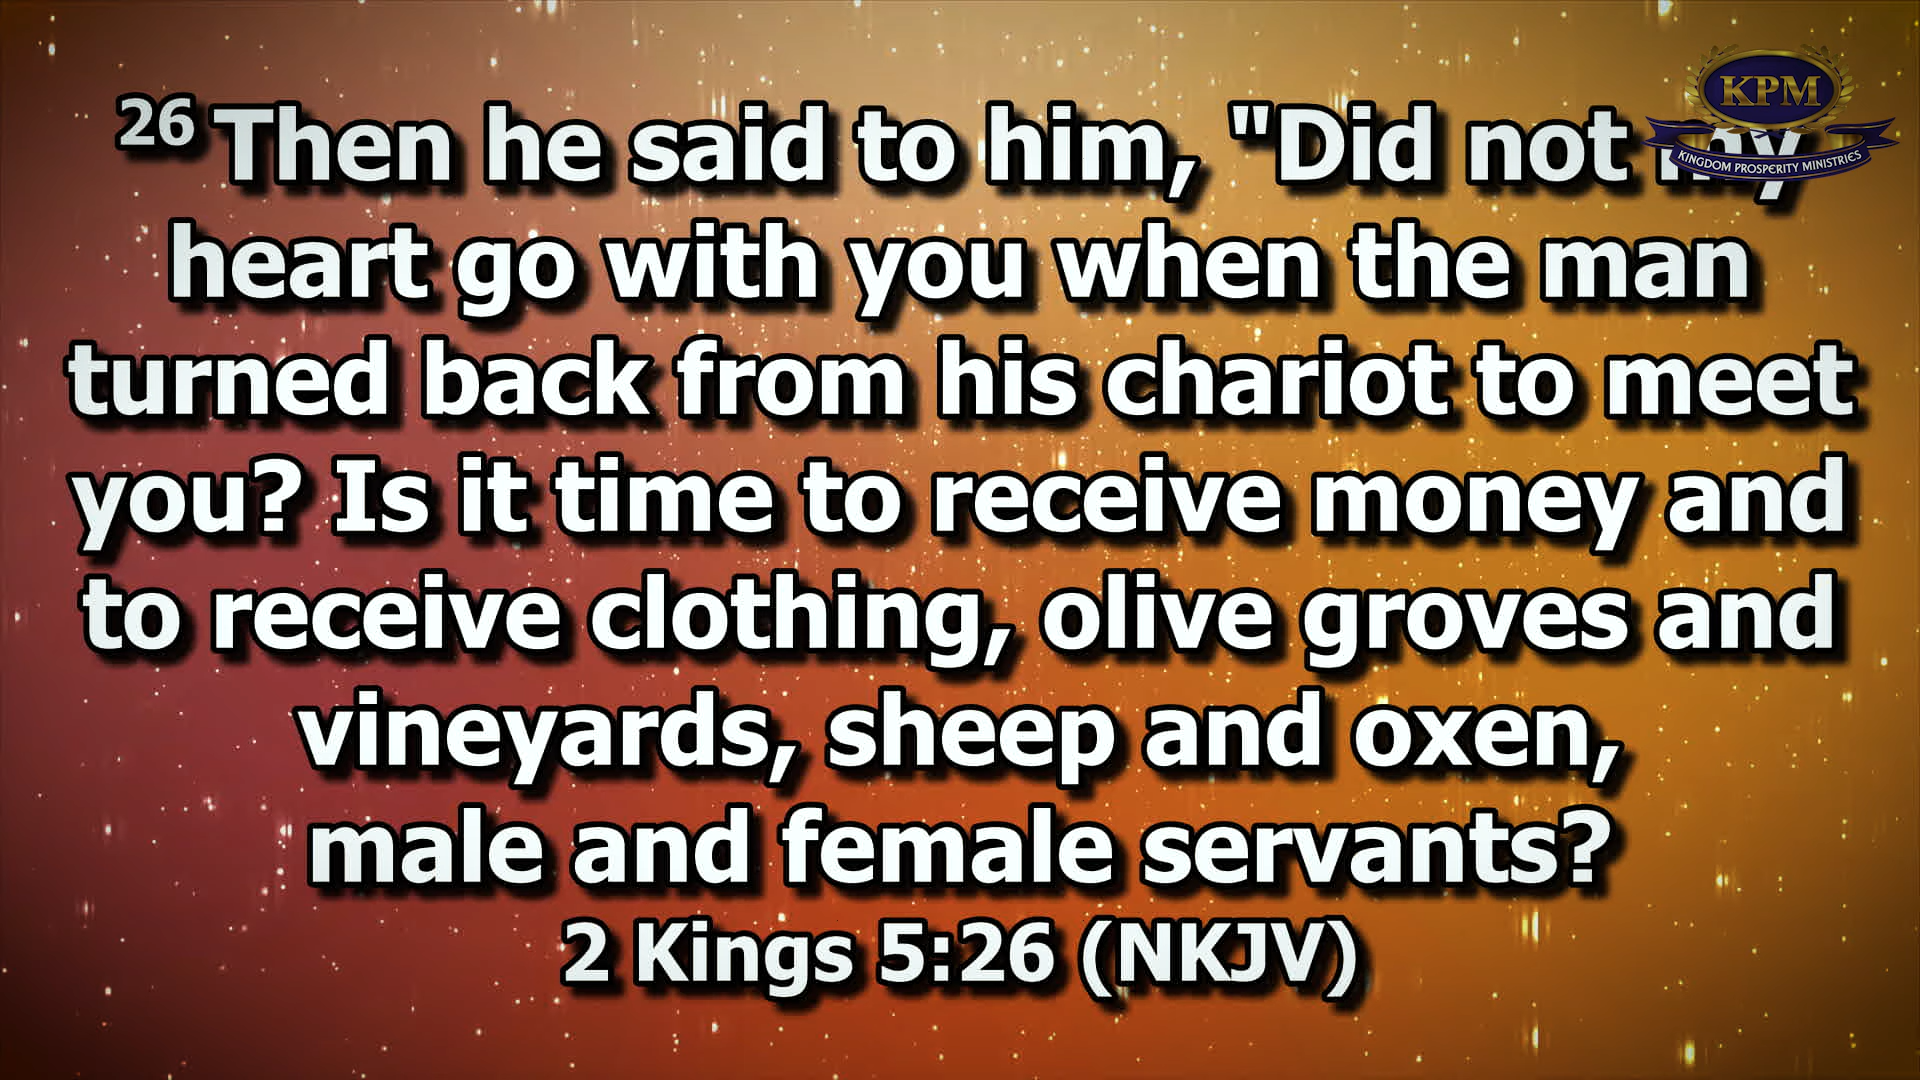 KPM
KINGDOM PROSPERITY MINISTRIES
26 Then he said to him, "Did not my
heart go with you when the man
turned back from his chariot to meet
you? Is it time to receive money and
to receive clothing, olive groves and
vineyards, sheep and oxen,
male and female servants?
2 Kings 5:26 (NKJV)